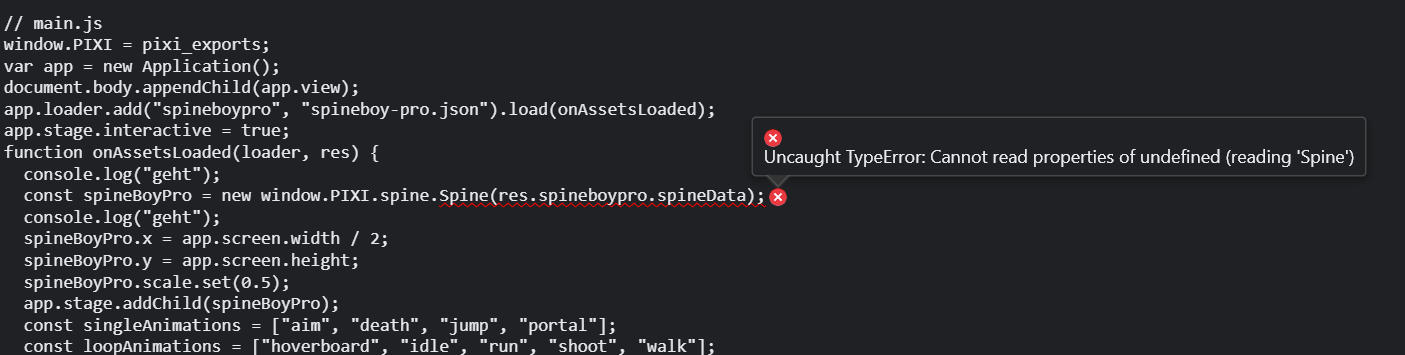 // main.js
window.PIXI = pixi_exports;
var app = new Application();
document.body.appendChild(app.view);
app.loader.add("spineboypro", "spineboy-pro.json").load(onAssetsLoaded);
app.stage.interactive = true;
function onAssetsLoaded(loader, res) {
  console.log("geht");
Uncaught TypeError: Cannot read properties of undefined (reading 'Spine')
  const spineBoyPro = new window.PIXI.spine.Spine(res.spineboypro.spineData);
  console.log("geht");
  spineBoyPro.x = app.screen.width / 2;
  spineBoyPro.y = app.screen.height;
  spineBoyPro.scale.set(0.5);
  app.stage.addChild(spineBoyPro);
  const singleAnimations = ["aim", "death", "jump", "portal"];
  const loopAnimations = ["hoverboard", "idle", "run", "shoot", "walk"];